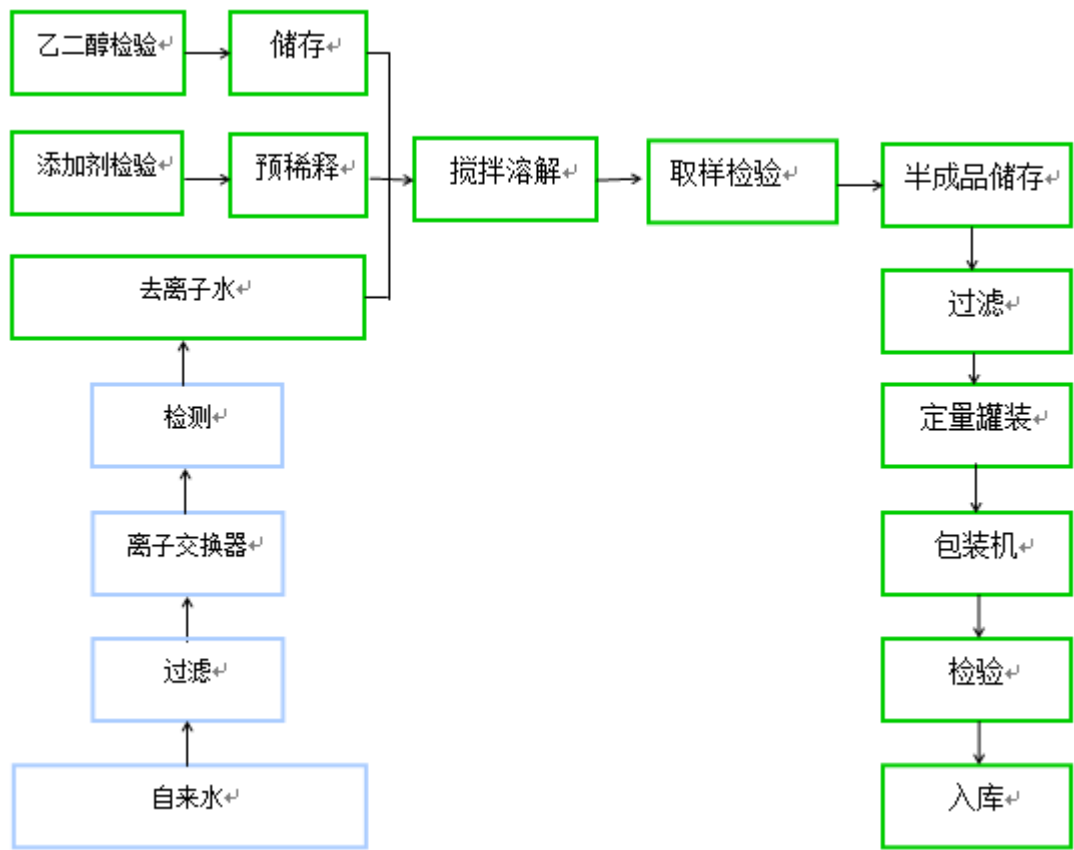 乙二醇检验
储存
添加剂检验
预稀释
搅拌溶解
取样检验
半成品储存
去离子水
过滤
检测
定量罐装
离子交换器
包装机
过滤
检验
自来水
入库